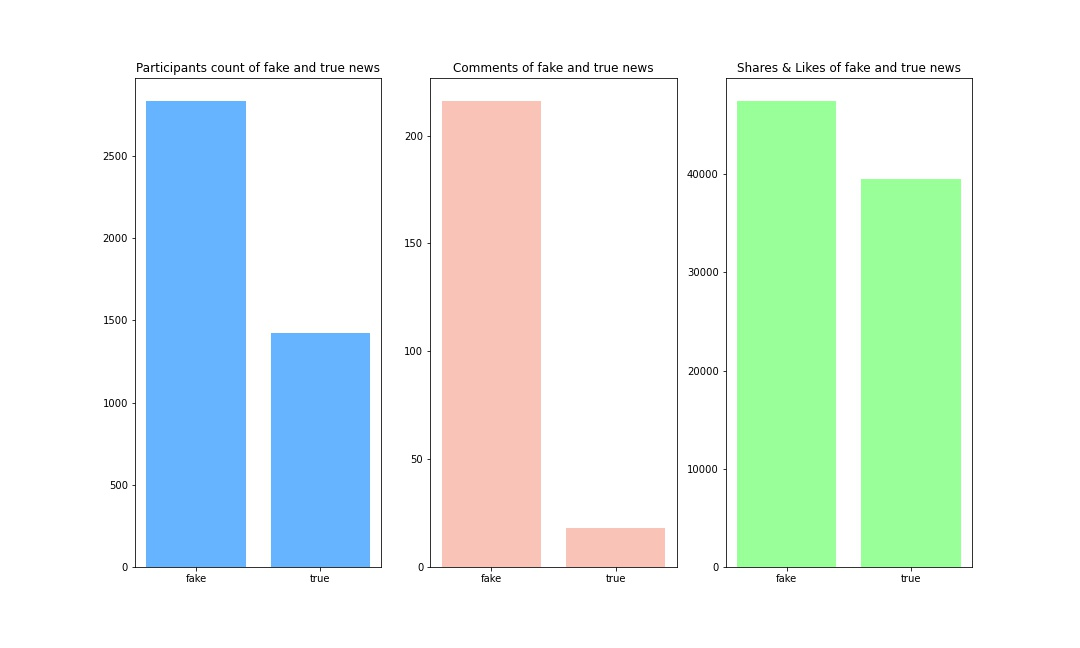 Participants count of fake and true news
2500
2000
1500
1000
500
0
fake true
Comments of fake and true news
200
150
100
50
0
fake true
Shares & Likes of fake and true news
40000
30000
20000
10000
0
fake true